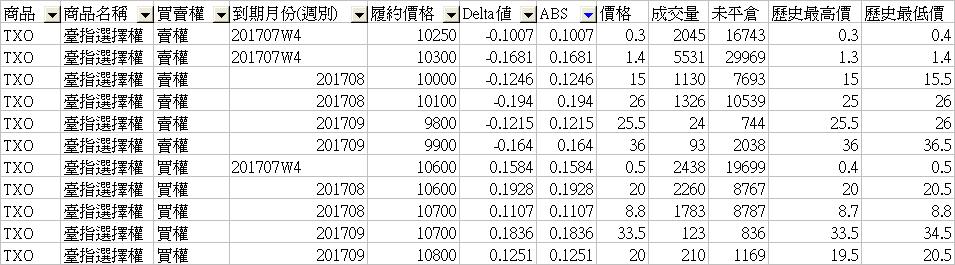 商品 商品名稱 買賣權 到期月份(週別) 履約價格 Delta值 ABS 價格 成交量 未平倉 歷史最高價 歷史最低價
TXO 臺指選擇權 賣權 201707W4 10250 -0.1007 0.1007 0.3 2045 16743 0.3 0.4
TXO 臺指選擇權 賣權 201707W4 10300 -0.1681 0.1681 1.4 5531 29969 1.3 1.4
TXO 臺指選擇權 賣權 201708 10000 -0.1246 0.1246 15 1130 7693 15 15.5
TXO 臺指選擇權 賣權 201708 10100 -0.194 0.194 26 1326 10539 25 26
TXO 臺指選擇權 賣權 201709 9800 -0.1215 0.1215 25.5 24 744 25.5 26
TXO 臺指選擇權 賣權 201709 9900 -0.164 0.164 36 93 2038 36 36.5
TXO 臺指選擇權 買權 201707W4 10600 0.1584 0.1584 0.5 2438 19699 0.4 0.5
TXO 臺指選擇權 買權 201708 10600 0.1928 0.1928 20 2260 8767 20 20.5
TXO 臺指選擇權 買權 201708 10700 0.1107 0.1107 8.8 1783 8787 8.7 8.8
TXO 臺指選擇權 買權 201709 10700 0.1836 0.1836 33.5 123 836 33.5 34.5
TXO 臺指選擇權 買權 201709 10800 0.1251 0.1251 20 210 1169 19.5 20.5